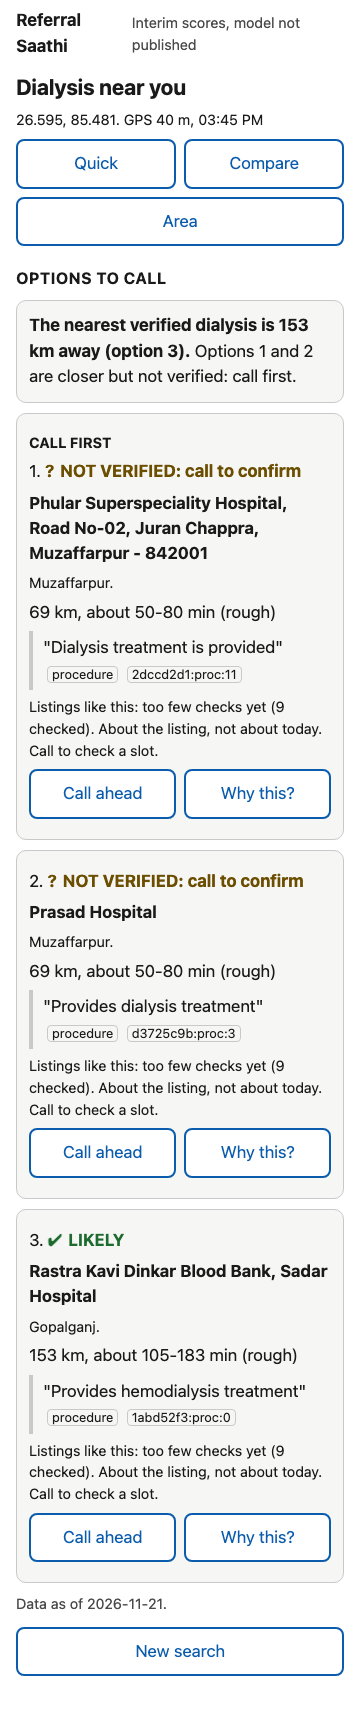 Referral Saathi
Interim scores, model not published
Dialysis near you
26.595, 85.481. GPS 40 m, 03:45 PM
Quick
Compare
Area
OPTIONS TO CALL
The nearest verified dialysis is 153
km away (option 3). Options 1 and 2
are closer but not verified: call first.
CALL FIRST
1. ? NOT VERIFIED: call to confirm
Phular Superspeciality Hospital,
Road No-02, Juran Chappra,
Muzaffarpur - 842001
Muzaffarpur.
69 km, about 50-80 min (rough)
"Dialysis treatment is provided"
procedure 2dccd2d1:proc:11
Listings like this: too few checks yet (9
checked). About the listing, not about today.
Call to check a slot.
Call ahead
Why this?
2. ? NOT VERIFIED: call to confirm
Prasad Hospital
Muzaffarpur.
69 km, about 50-80 min (rough)
"Provides dialysis treatment"
procedure d3725c9b:proc:3
Listings like this: too few checks yet (9
checked). About the listing, not about today.
Call to check a slot.
Call ahead
Why this?
3. ✔ LIKELY
Rastra Kavi Dinkar Blood Bank, Sadar
Hospital
Gopalganj.
153 km, about 105-183 min (rough)
"Provides hemodialysis treatment"
procedure 1abd52f3:proc:0
Listings like this: too few checks yet (9
checked). About the listing, not about today.
Call to check a slot.
Call ahead
Why this?
Data as of 2026-11-21.
New search